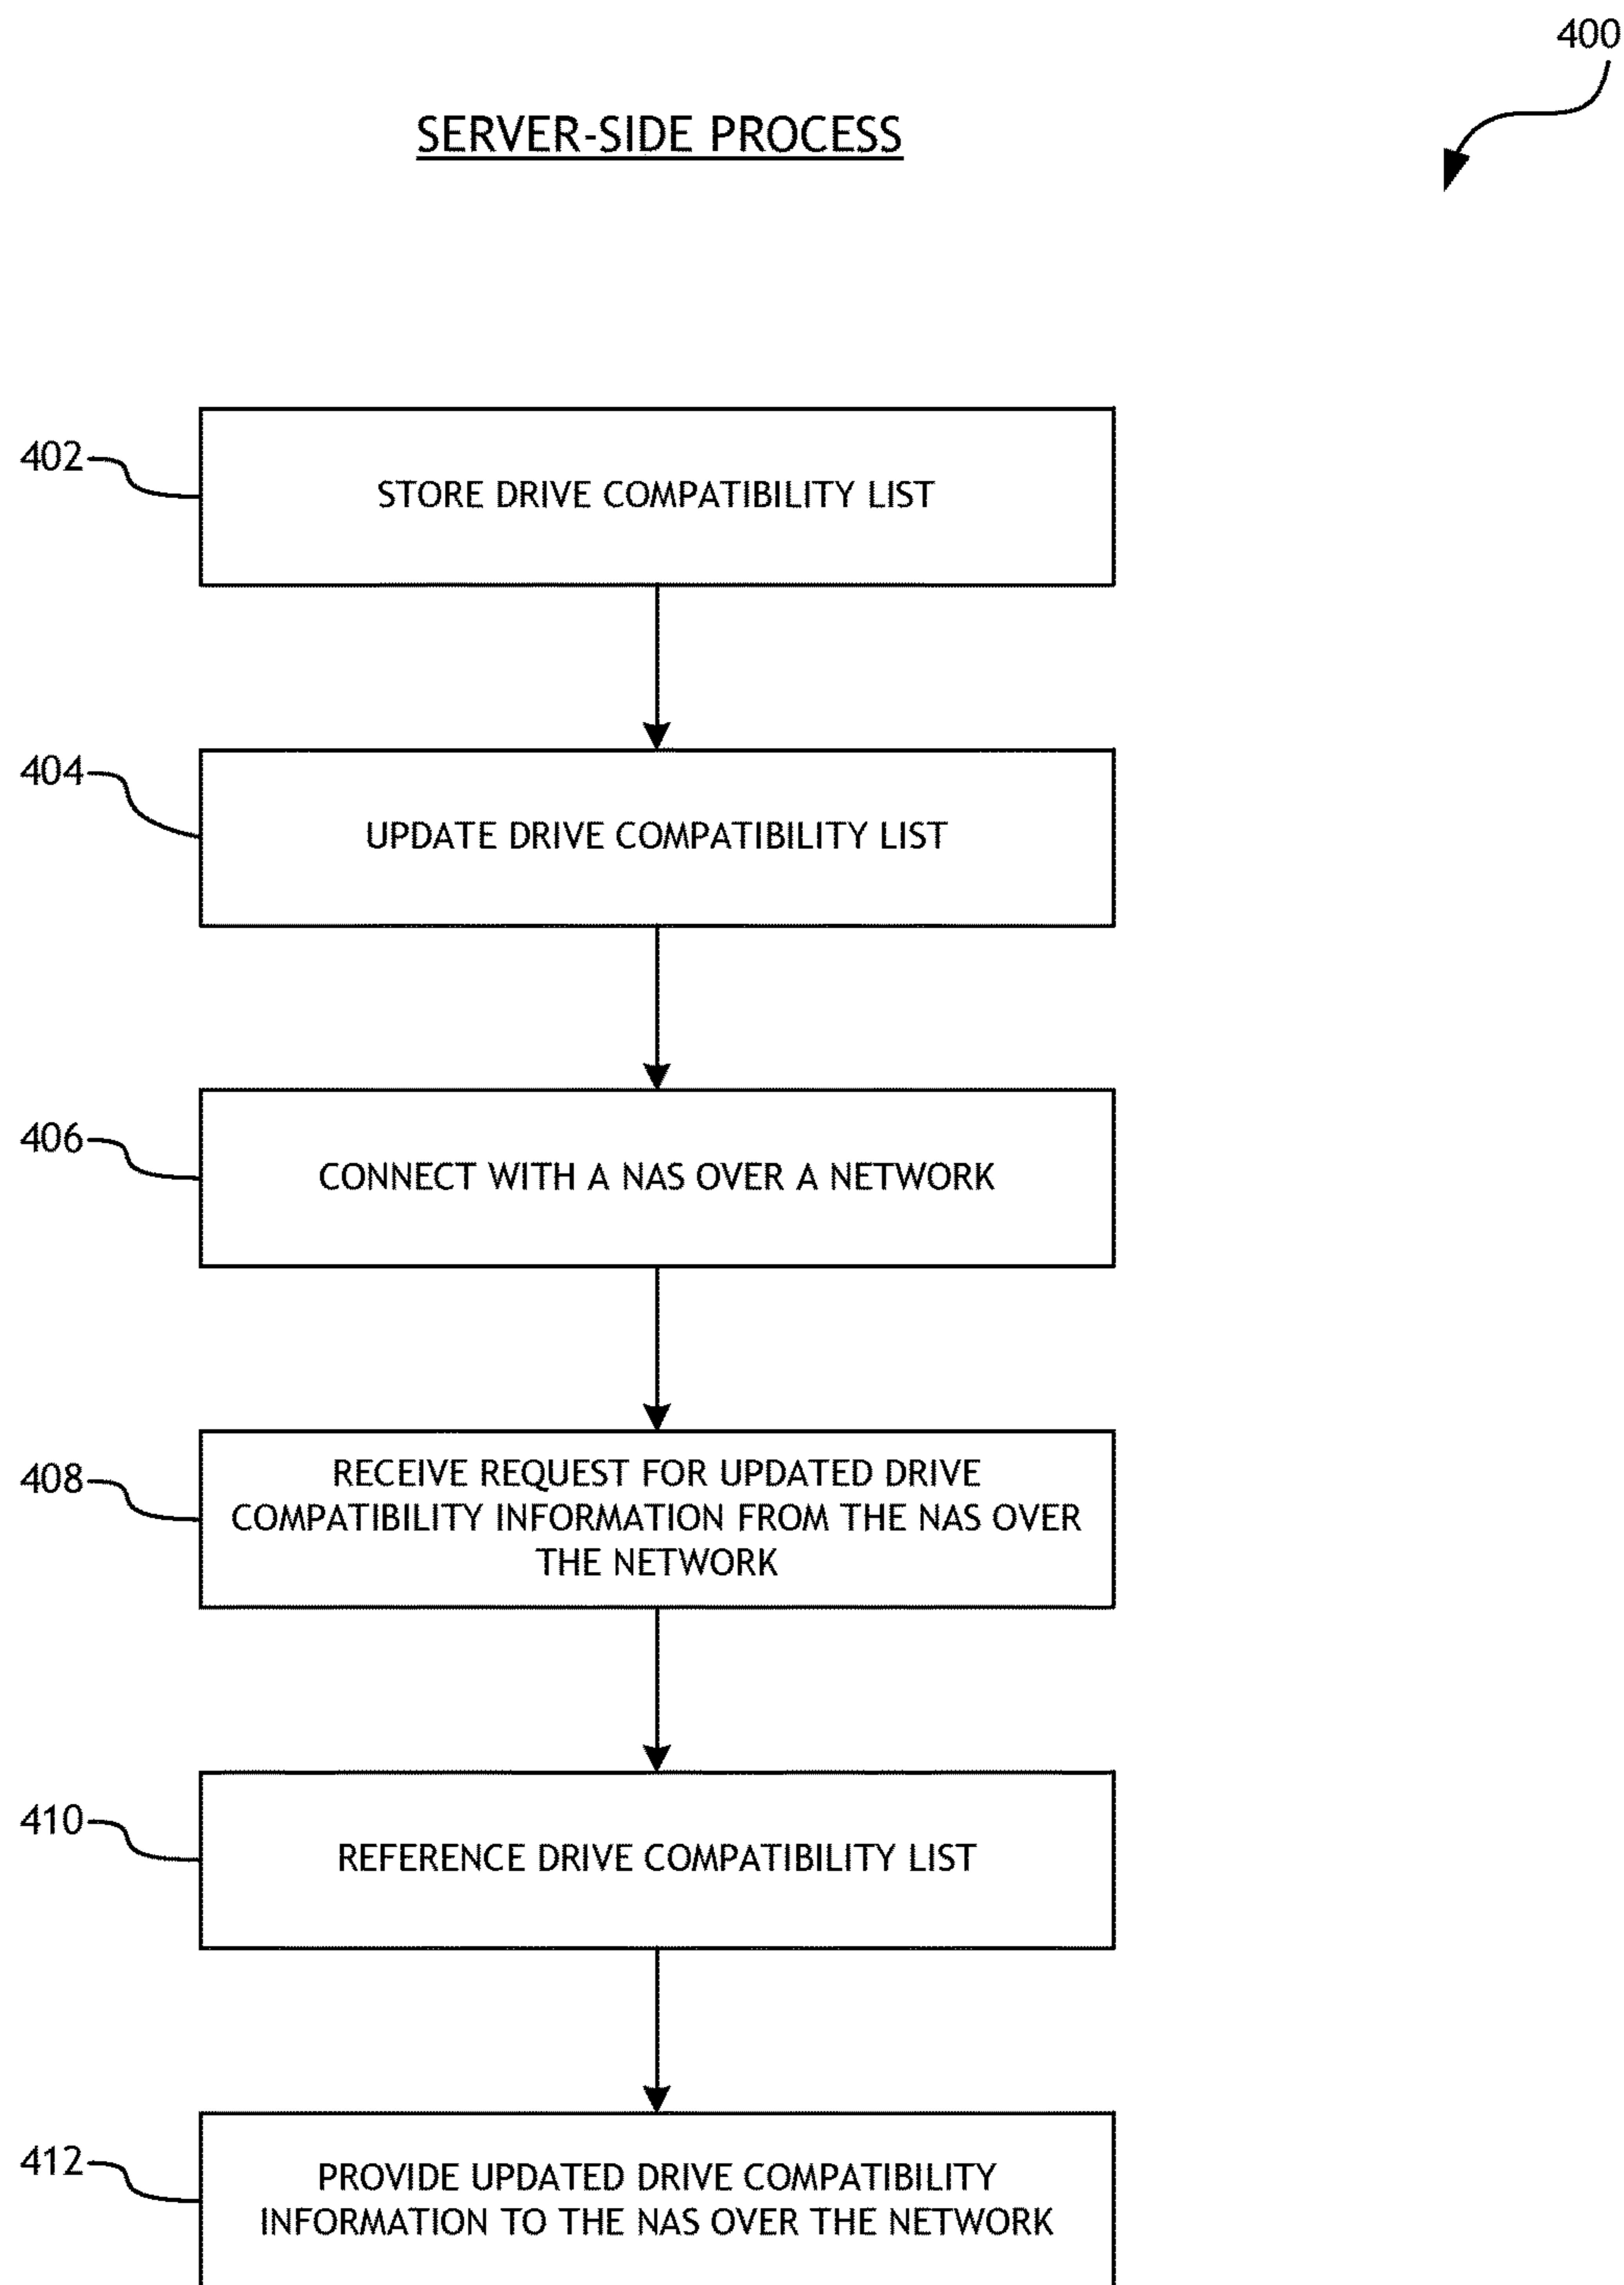 400
SERVER-SIDE PROCESS
402
STORE DRIVE COMPATIBILITY LIST
404
UPDATE DRIVE COMPATIBILITY LIST
406
CONNECT WITH A NAS OVER A NETWORK
408
RECEIVE REQUEST FOR UPDATED DRIVE
COMPATIBILITY INFORMATION FROM THE NAS OVER
THE NETWORK
410
REFERENCE DRIVE COMPATIBILITY LIST
412
PROVIDE UPDATED DRIVE COMPATIBILITY
INFORMATION TO THE NAS OVER THE NETWORK